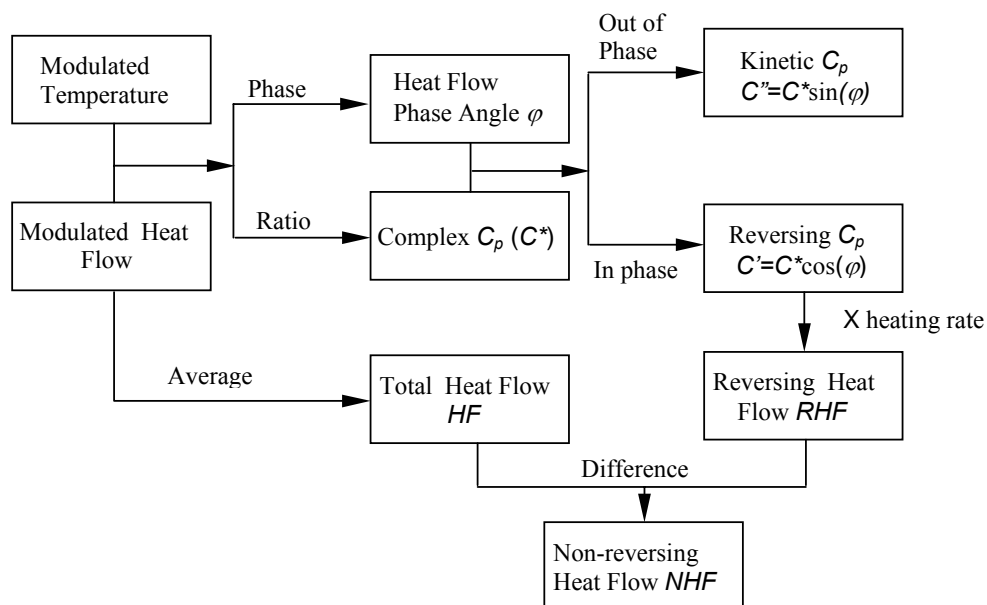 Modulated
Temperature
Phase
Heat Flow
Phase Angle φ
Out of
Phase
Kinetic Cp
C”=C*sin(φ)
Modulated Heat
Flow
Ratio
Complex Cp (C*)
In phase
Reversing Cp
C’=C*cos(φ)
X heating rate
Average
Total Heat Flow
HF
Reversing Heat
Flow RHF
Difference
Non-reversing
Heat Flow NHF